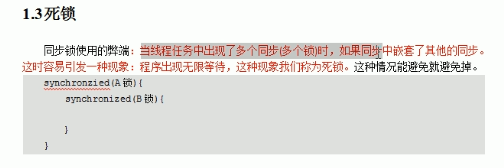 1.3死锁
同步锁使用的弊端：当线程任务中出现了多个同步(多个锁)时，如果同步中嵌套了其他的同步。
这时容易引发一种现象：程序出现无限等待，这种现象我们称为死锁。这种情况能避免就避免掉。
synchronzied(A锁){
synchronized(B锁){
}
}